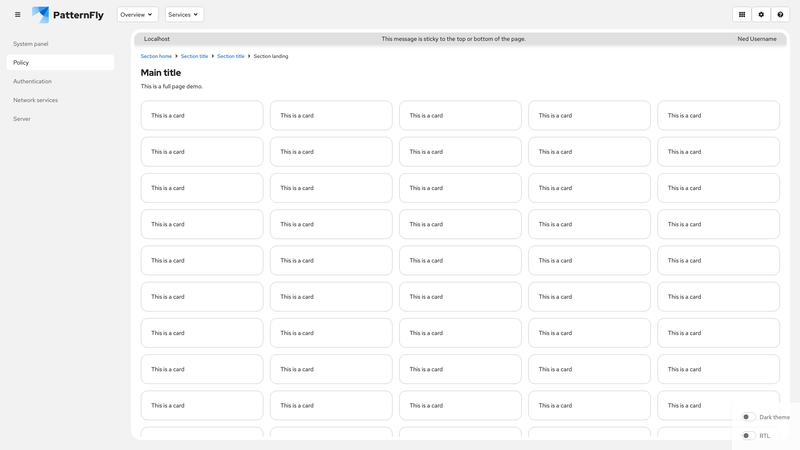 PatternFly
Overview
Services
System panel
Policy
Authentication
Network services
Server
Localhost
This message is sticky to the top or bottom of the page.
Ned Username
Section home
Section title
Section title
Section landing
Main title
This is a full page demo.
This is a card This is a card This is a card This is a card This is a card
This is a card This is a card This is a card This is a card This is a card
This is a card This is a card This is a card This is a card This is a card
This is a card This is a card This is a card This is a card This is a card
This is a card This is a card This is a card This is a card This is a card
This is a card This is a card This is a card This is a card This is a card
This is a card This is a card This is a card This is a card This is a card
This is a card This is a card This is a card This is a card This is a card
This is a card This is a card This is a card This is a card This is a card
Dark theme
RTL